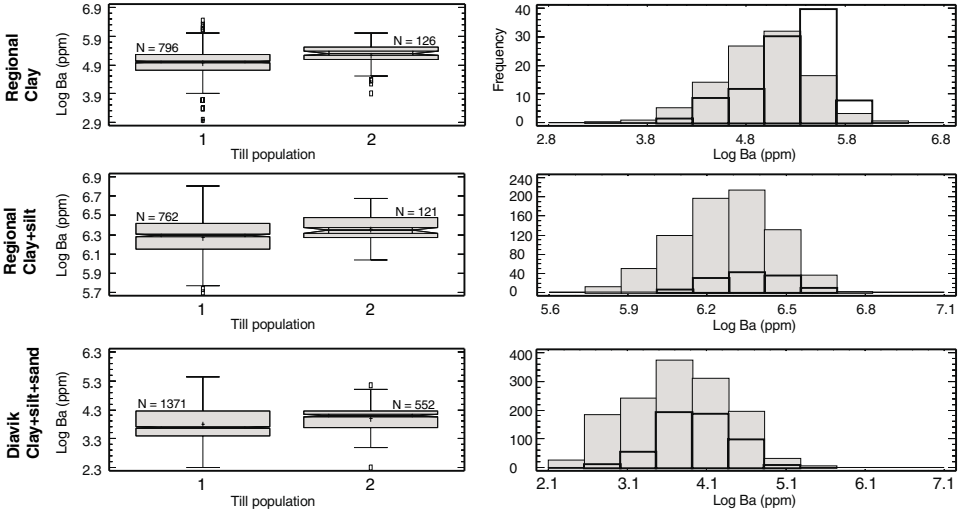 Regional
Clay
Log Ba (ppm)
6.9
5.9
4.9
3.9
2.9
N = 796
N = 126
1
2
Till population
Frequency
40
30
20
10
0
2.8
3.8
4.8
5.8
6.8
Log Ba (ppm)
Regional
Clay+silt
Log Ba (ppm)
6.9
6.7
6.5
6.3
6.1
5.9
5.7
N = 762
N = 121
1
2
Till population
240
200
160
120
80
40
0
5.6
5.9
6.2
6.5
6.8
7.1
Log Ba (ppm)
Diavik
Clay+silt+sand
Log Ba (ppm)
6.3
5.3
4.3
3.3
2.3
N = 1371
N = 552
1
2
Till population
400
300
200
100
0
2.1
3.1
4.1
5.1
6.1
7.1
Log Ba (ppm)